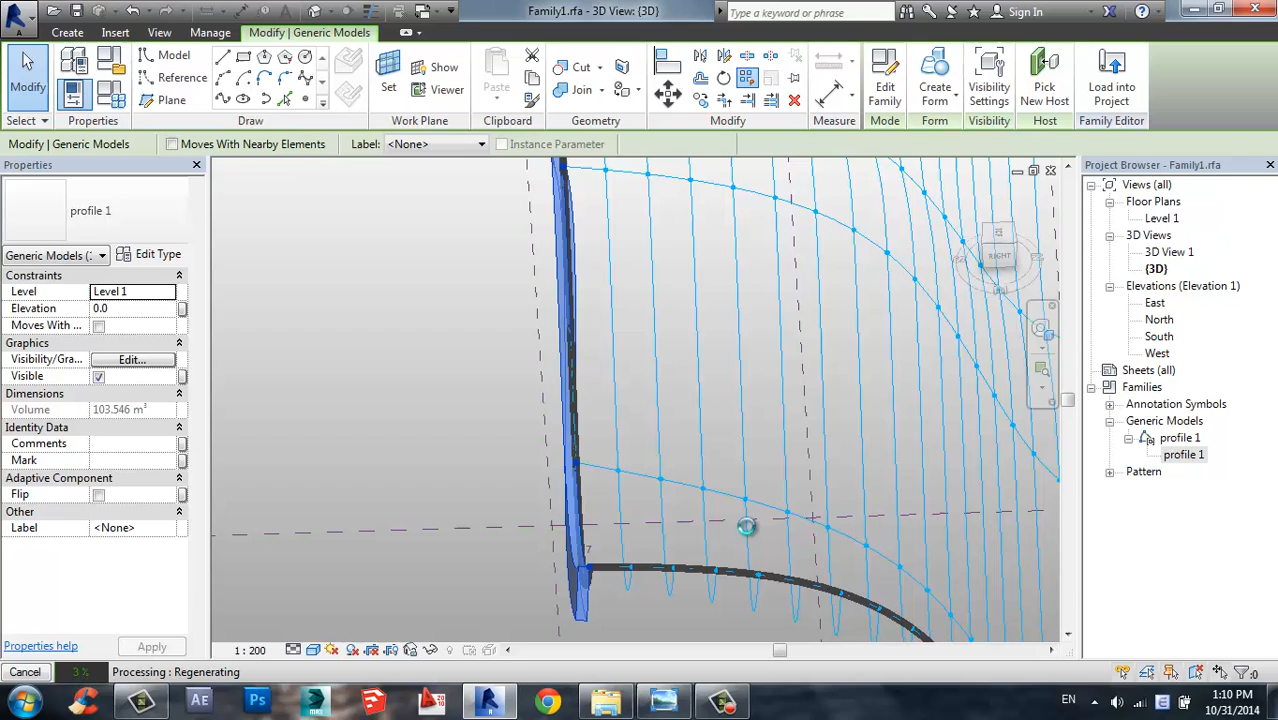 Family1.rfa - 3D View: {3D}
Type a keyword or phrase
Sign In
Create
Insert
View
Manage
Modify | Generic Models
Modify
Select
Properties
Model
Reference
Plane
Draw
Set
Show
Viewer
Work Plane
Paste
Clipboard
Cut
Join
Geometry
Modify
Measure
Edit
Family
Mode
Create
Form
Form
Visibility
Settings
Visibility
Pick
New Host
Host
Load into
Project
Family Editor
Modify | Generic Models
Moves With Nearby Elements
Label: <None>
Instance Parameter
Properties
profile 1
Generic Models (:
Edit Type
Constraints
Level
Level 1
Elevation
0.0
Moves With ...
Graphics
Visibility/Gra...
Edit...
Visible
Dimensions
Volume
103.546 m³
Identity Data
Comments
Mark
Adaptive Component
Flip
Other
Label
<None>
Properties help
Apply
RIGHT
7
1 : 200
Project Browser - Family1.rfa
Views (all)
Floor Plans
Level 1
3D Views
3D View 1
{3D}
Elevations (Elevation 1)
East
North
South
West
Sheets (all)
Families
Annotation Symbols
Generic Models
profile 1
profile 1
Pattern
Cancel
3 %
Processing : Regenerating
:0
EN
1:10 PM
10/31/2014